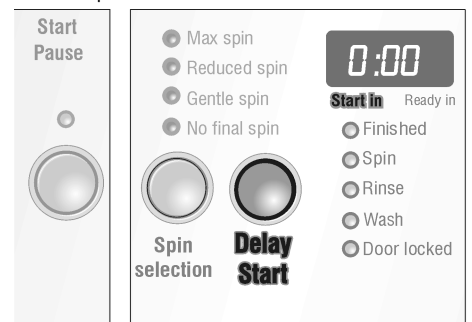 Start
Pause
Max spin
Reduced spin
Gentle spin
No final spin
Spin
selection
Delay
Start
0:00
Start in Ready in
Finished
Spin
Rinse
Wash
Door locked